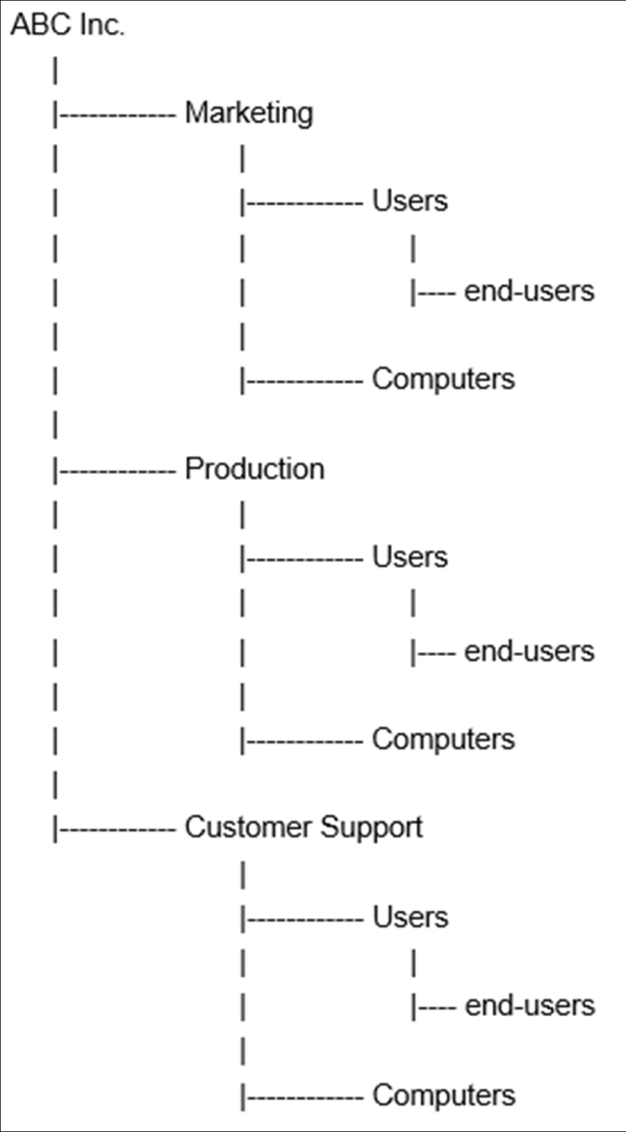 ABC Inc.
|
|------------ Marketing
| |
| |------------ Users
| | |
| | |---- end-users
| |
| |------------ Computers
|
|------------ Production
| |
| |------------ Users
| | |
| | |---- end-users
| |
| |------------ Computers
|
|------------ Customer Support
|
|------------ Users
| |
| |---- end-users
|
|------------ Computers